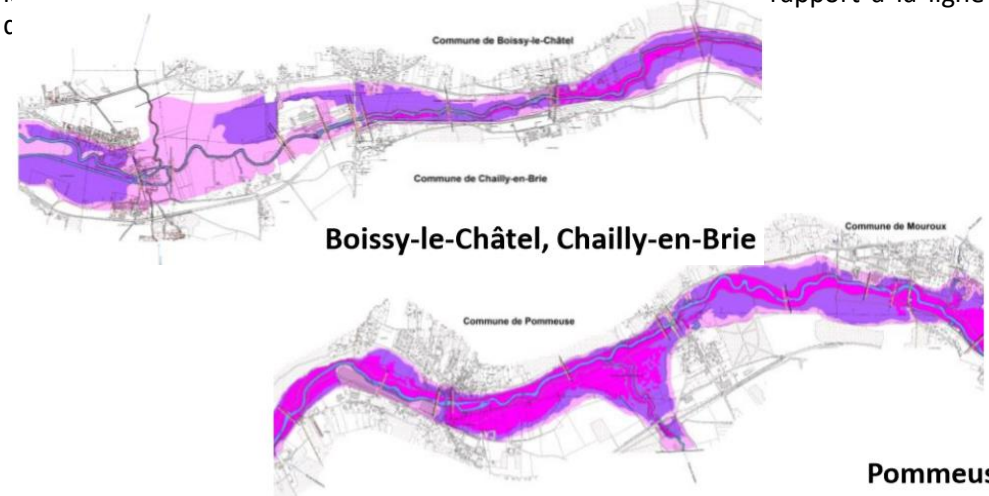 rapport à la ligne
Commune de Boissy-le-Châtel
Commune de Chailly-en-Brie
Boissy-le-Châtel, Chailly-en-Brie
Commune de Mouroux
Commune de Pommeuse
Pommeus